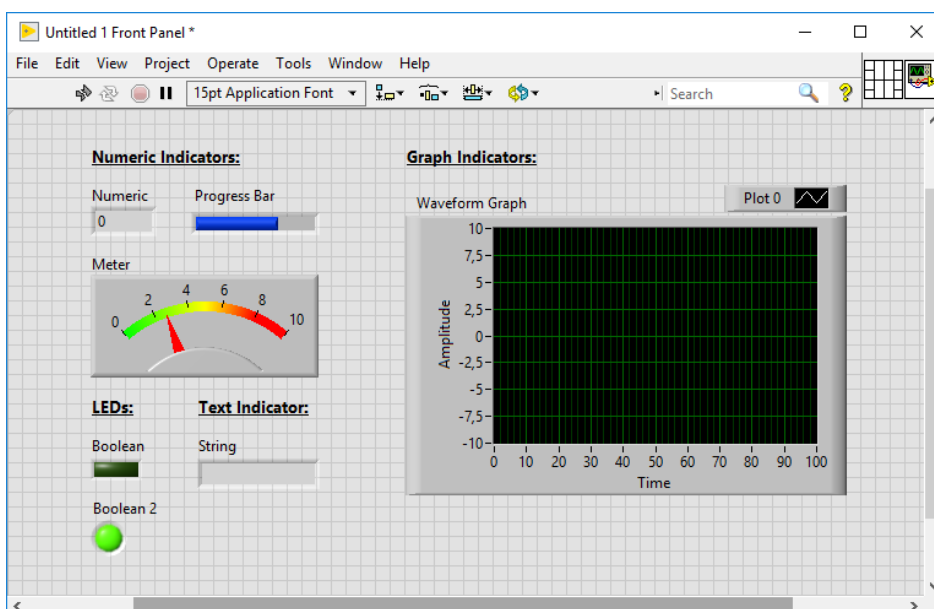 Untitled 1 Front Panel *
File Edit View Project Operate Tools Window Help
15pt Application Font
Search
?
Numeric Indicators:
Numeric
0
Progress Bar
Meter
0 2 4 6 8 10
LEDs:
Boolean
Boolean 2
Text Indicator:
String
Graph Indicators:
Waveform Graph
Plot 0
Amplitude
10
7,5
5
2,5
0
-2,5
-5
-7,5
-10
0 10 20 30 40 50 60 70 80 90 100
Time